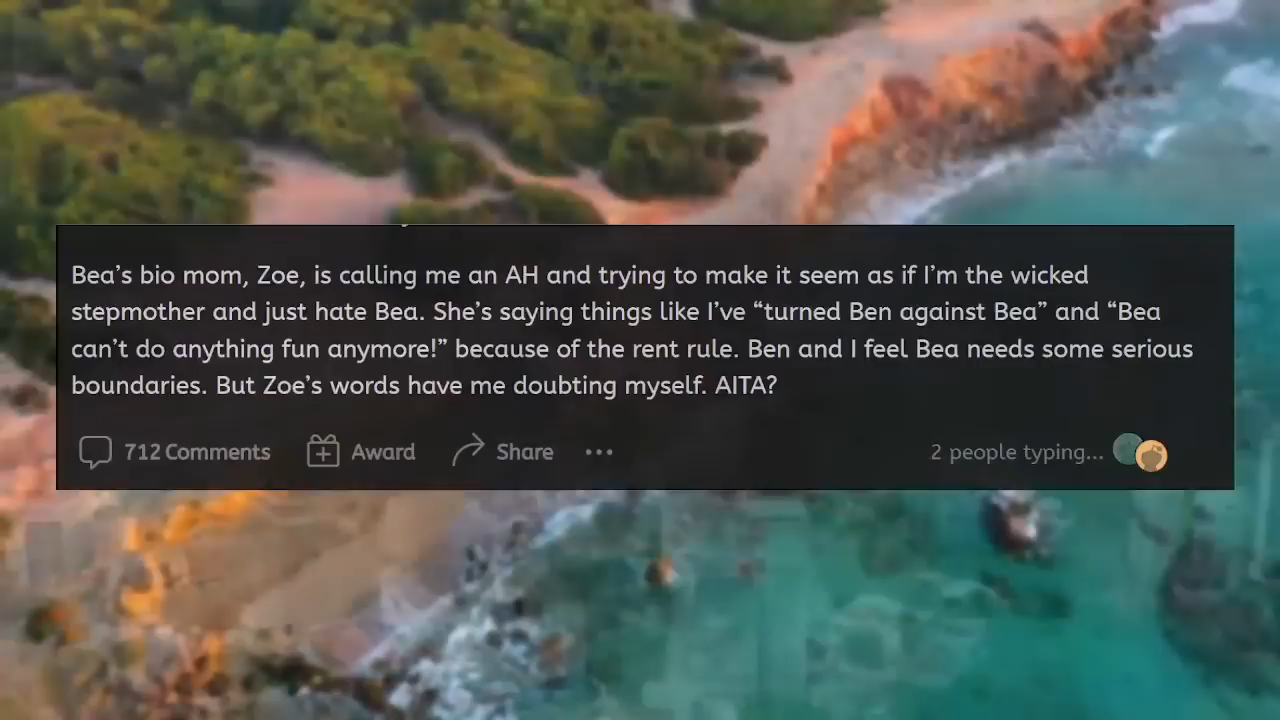 Bea’s bio mom, Zoe, is calling me an AH and trying to make it seem as if I’m the wicked
stepmother and just hate Bea. She’s saying things like I’ve “turned Ben against Bea” and “Bea
can’t do anything fun anymore!” because of the rent rule. Ben and I feel Bea needs some serious
boundaries. But Zoe’s words have me doubting myself. AITA?
712 Comments Award Share 2 people typing...